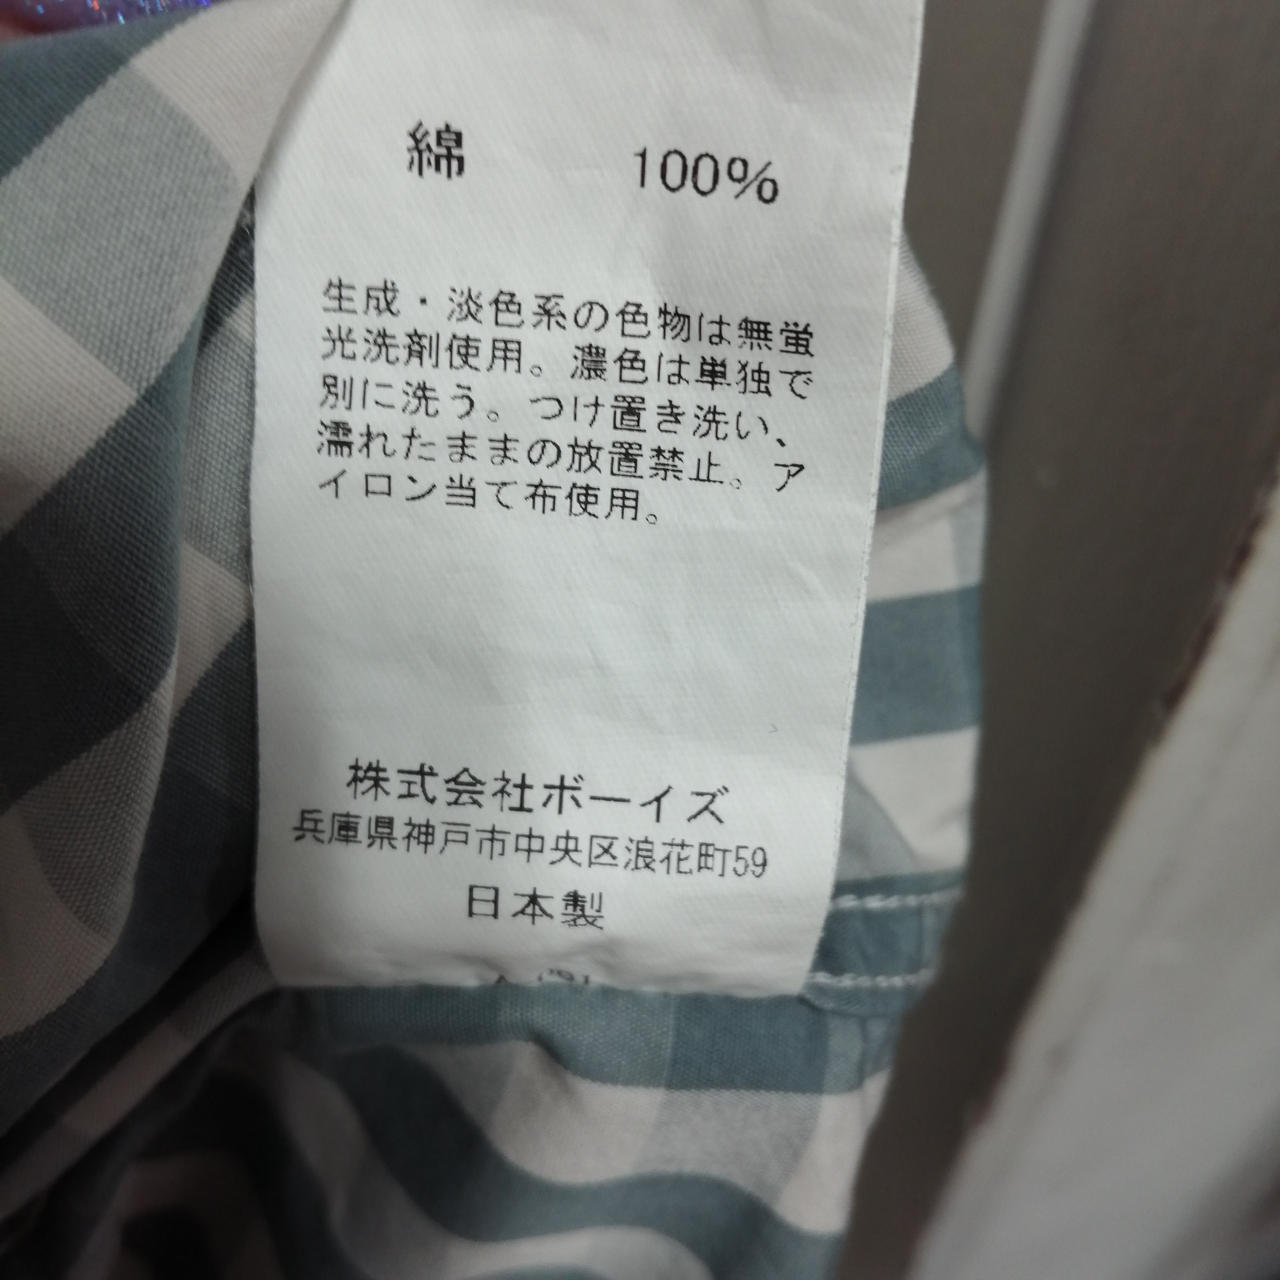 綿 100%
生成・淡色系の色物は無蛍
光洗剤使用。濃色は単独で
別に洗う。つけ置き洗い、
濡れたままの放置禁止。ア
イロン当て布使用。
株式会社ボーイズ
兵庫県神戸市中央区浪花町59
日本製